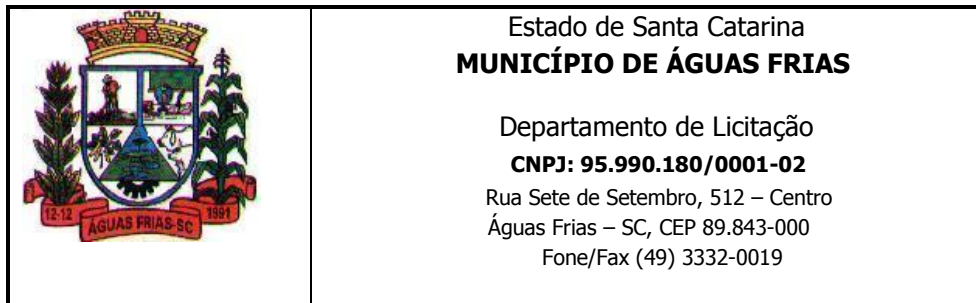 12-12
ÁGUAS FRIAS-SC
1991
Estado de Santa Catarina
MUNICÍPIO DE ÁGUAS FRIAS
Departamento de Licitação
CNPJ: 95.990.180/0001-02
Rua Sete de Setembro, 512 – Centro
Águas Frias – SC, CEP 89.843-000
Fone/Fax (49) 3332-0019